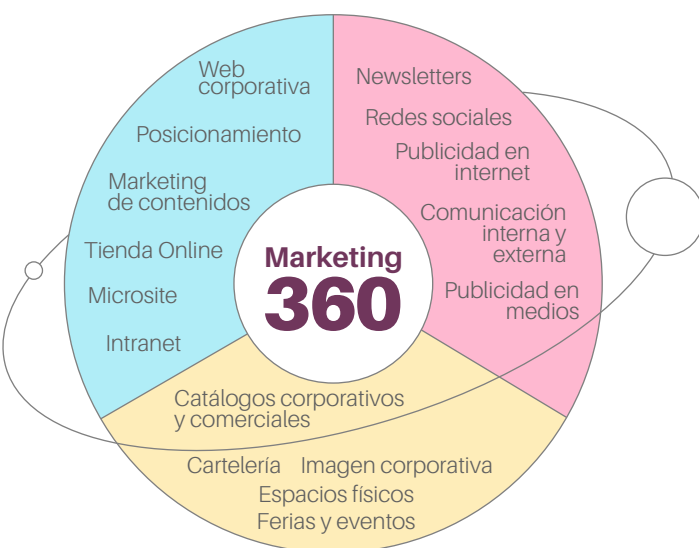 Web
corporativa
Posicionamiento
Marketing
de contenidos
Tienda Online
Microsite
Intranet
Newsletters
Redes sociales
Publicidad en
internet
Comunicación
interna y
externa
Publicidad en
medios
Marketing
360
Catálogos corporativos
y comerciales
Cartelería Imagen corporativa
Espacios físicos
Ferias y eventos